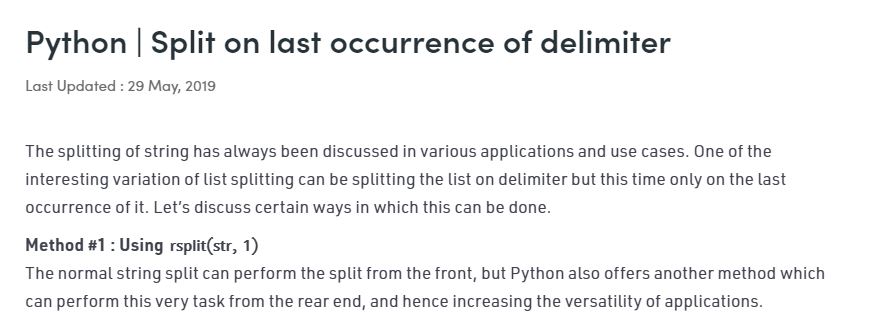 Python | Split on last occurrence of delimiter
Last Updated : 29 May, 2019
The splitting of string has always been discussed in various applications and use cases. One of the
interesting variation of list splitting can be splitting the list on delimiter but this time only on the last
occurrence of it. Let’s discuss certain ways in which this can be done.
Method #1 : Using rsplit(str, 1)
The normal string split can perform the split from the front, but Python also offers another method which
can perform this very task from the rear end, and hence increasing the versatility of applications.